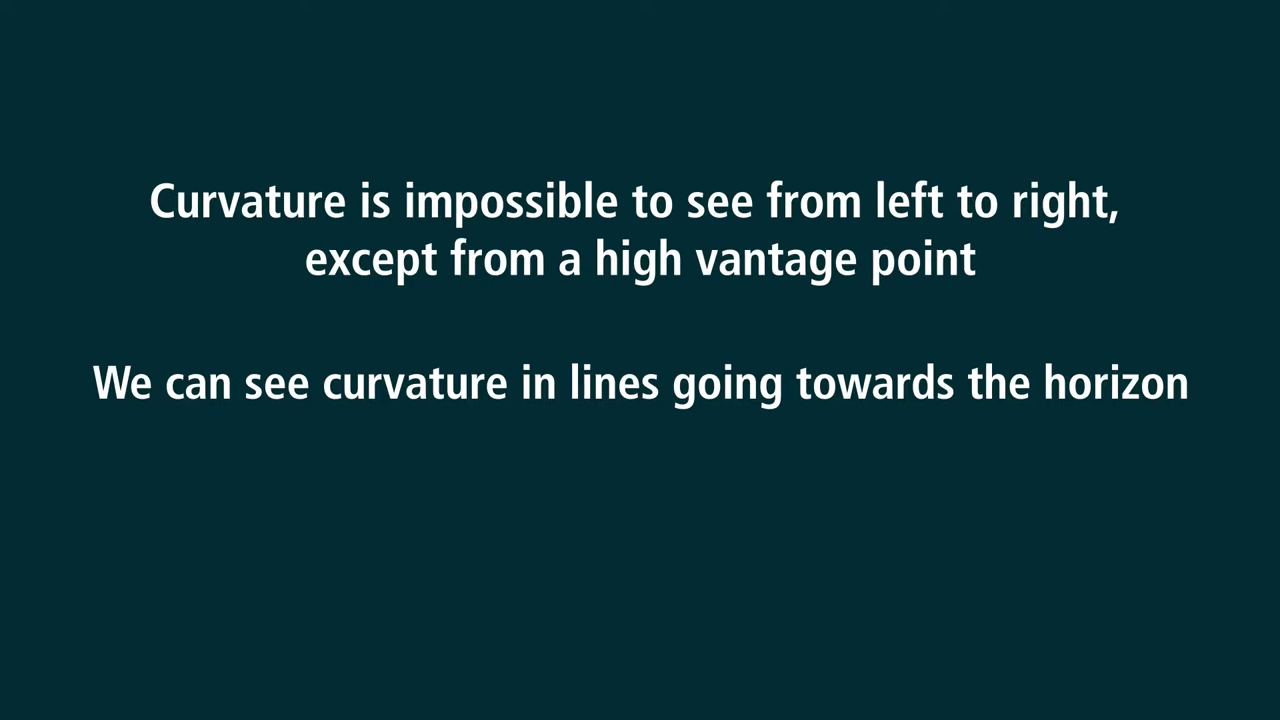 Curvature is impossible to see from left to right,
except from a high vantage point
We can see curvature in lines going towards the horizon